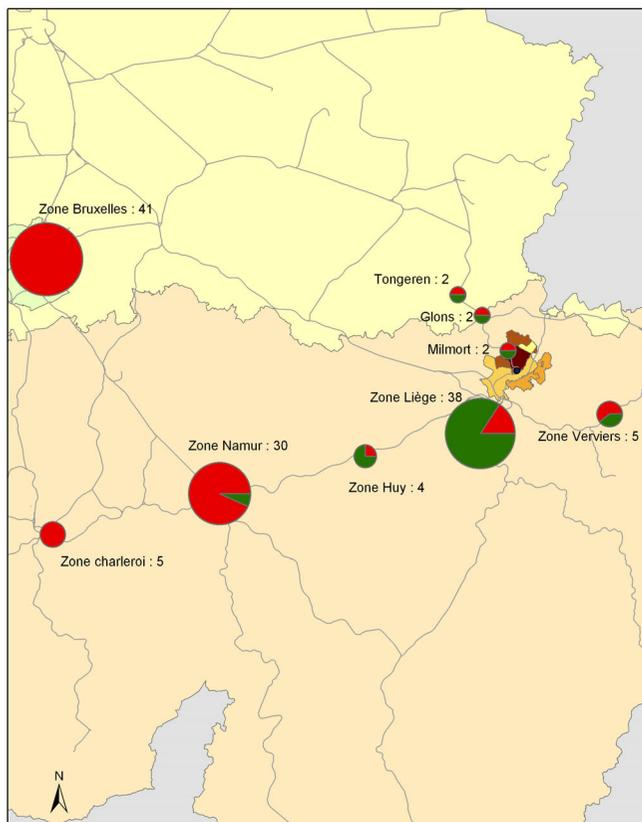 Zone Bruxelles : 41
Tongeren : 2
Glons : 2
Milmort : 2
Zone Liège : 38
Zone Verviers : 5
Zone Namur : 30
Zone Huy : 4
Zone charleroi : 5
N